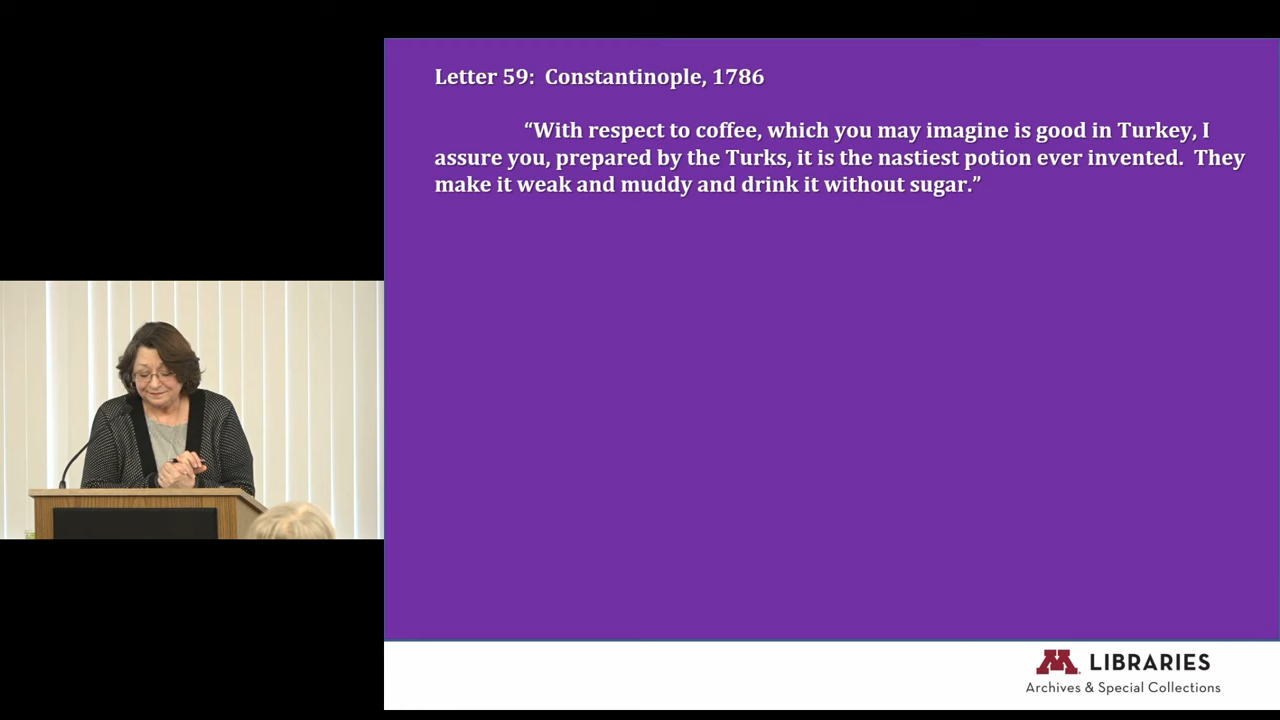 Letter 59:  Constantinople, 1786
“With respect to coffee, which you may imagine is good in Turkey, I
assure you, prepared by the Turks, it is the nastiest potion ever invented.  They
make it weak and muddy and drink it without sugar.”
M LIBRARIES
Archives & Special Collections